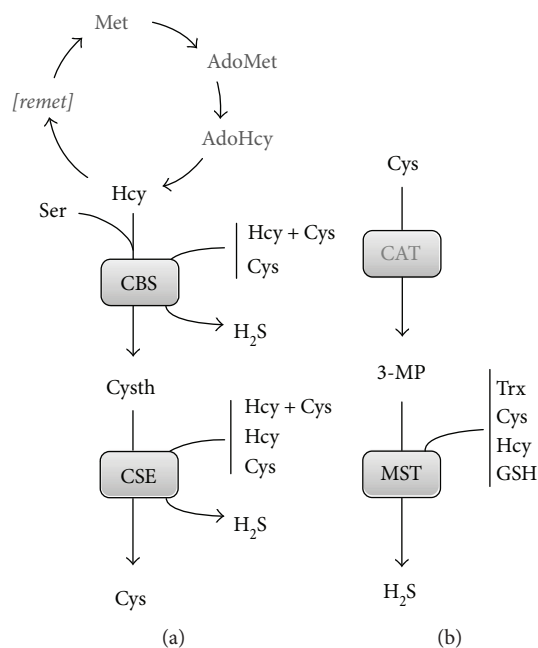 Met
AdoMet
[remet]
AdoHcy
Hcy
Ser
Hcy + Cys
Cys
CBS
H₂S
Cysth
Hcy + Cys
Hcy
Cys
CSE
H₂S
Cys
(a)
Cys
CAT
3-MP
Trx
Cys
Hcy
GSH
MST
H₂S
(b)